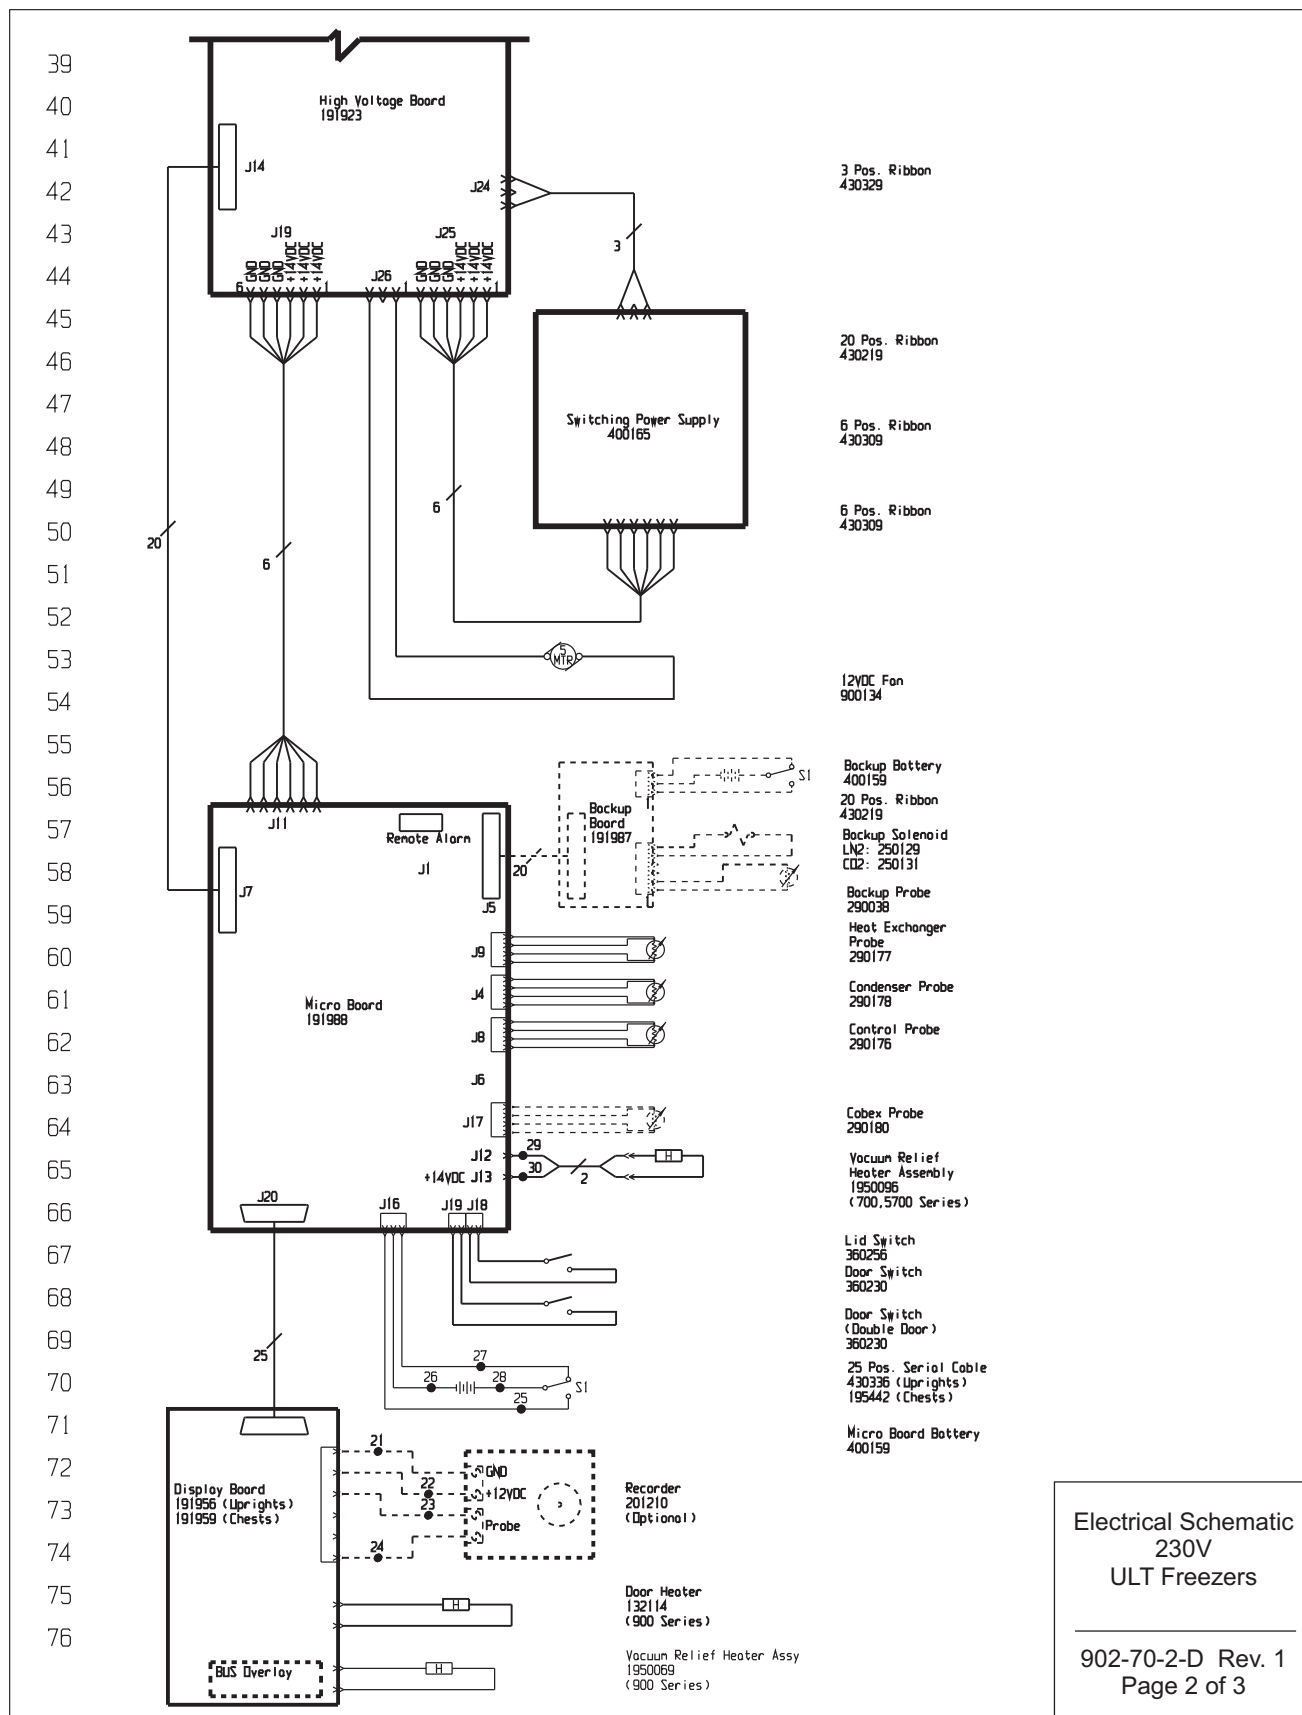 39
40
High Voltage Board
191923
41
J14
3 Pos. Ribbon
430329
42
J24
43
J19
J25
3
GND
GND
GND
+14VDC
+14VDC
+14VDC
GND
GND
GND
+14VDC
+14VDC
+14VDC
44
6
1
J26
1
1
45
20 Pos. Ribbon
430219
46
47
Switching Power Supply
400165
6 Pos. Ribbon
430309
48
49
6
6 Pos. Ribbon
430309
50
20
6
51
52
53
5
MTR
12VDC Fan
900134
54
55
Backup Battery
400159
56
S1
20 Pos. Ribbon
430219
57
J11
Remote Alarm
Backup
Board
191987
Backup Solenoid
LN2: 250129
CO2: 250131
58
J1
20
J7
J5
Backup Probe
290038
59
Heat Exchanger
Probe
290177
60
J9
61
Micro Board
191988
J4
Condenser Probe
290178
62
J8
Control Probe
290176
63
J6
64
J17
Cobex Probe
290180
65
J12
29
H
+14VDC J13
30
2
Vacuum Relief
Heater Assembly
1950096
(700,5700 Series)
66
J20
J16
J19
J18
67
Lid Switch
360256
Door Switch
360230
68
Door Switch
(Double Door)
360230
69
25
27
25 Pos. Serial Cable
430336 (Uprights)
195442 (Chests)
70
26
28
S1
25
71
Micro Board Battery
400159
21
72
GND
Display Board
191956 (Uprights)
191959 (Chests)
22
+12VDC
Recorder
201210
(Optional)
73
23
Probe
74
24
75
H
Door Heater
132114
(900 Series)
76
BUS Overlay
H
Vacuum Relief Heater Assy
1950069
(900 Series)
Electrical Schematic
230V
ULT Freezers
902-70-2-D Rev. 1
Page 2 of 3